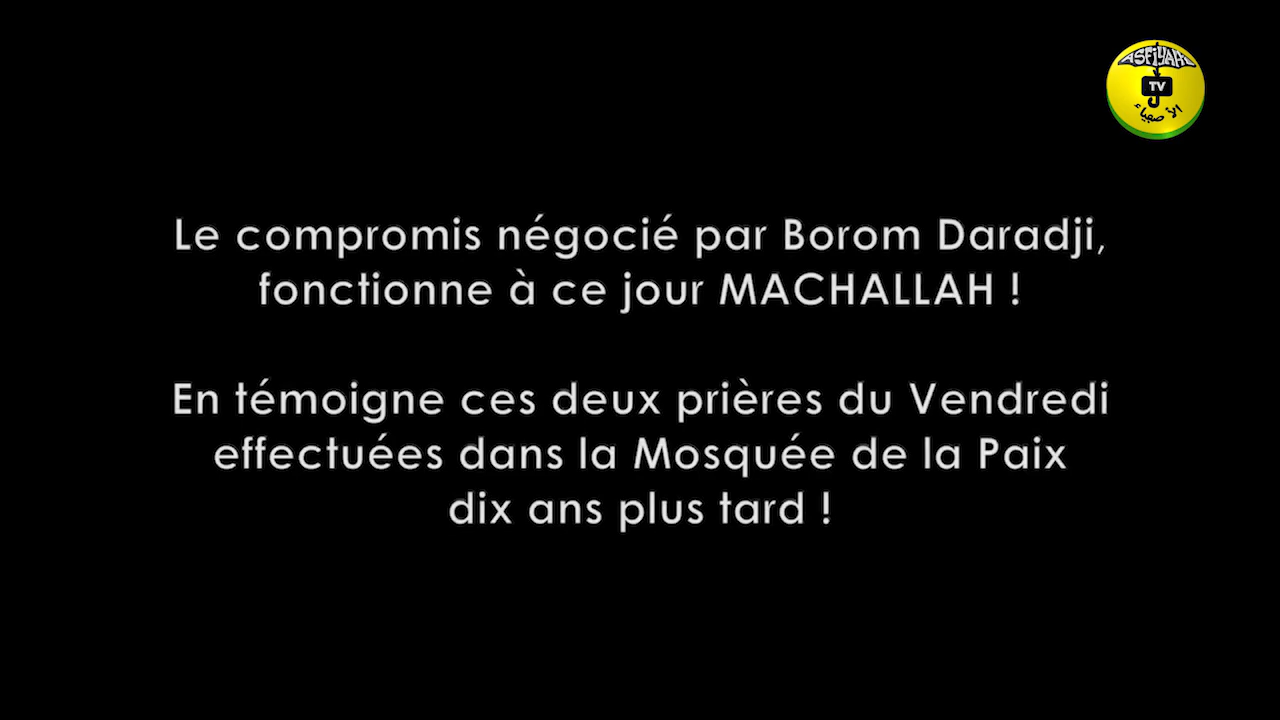 ASFIYAHI
TV
الأصفياء
Le compromis négocié par Borom Daradji,
fonctionne à ce jour MACHALLAH !
En témoigne ces deux prières du Vendredi
effectuées dans la Mosquée de la Paix
dix ans plus tard !